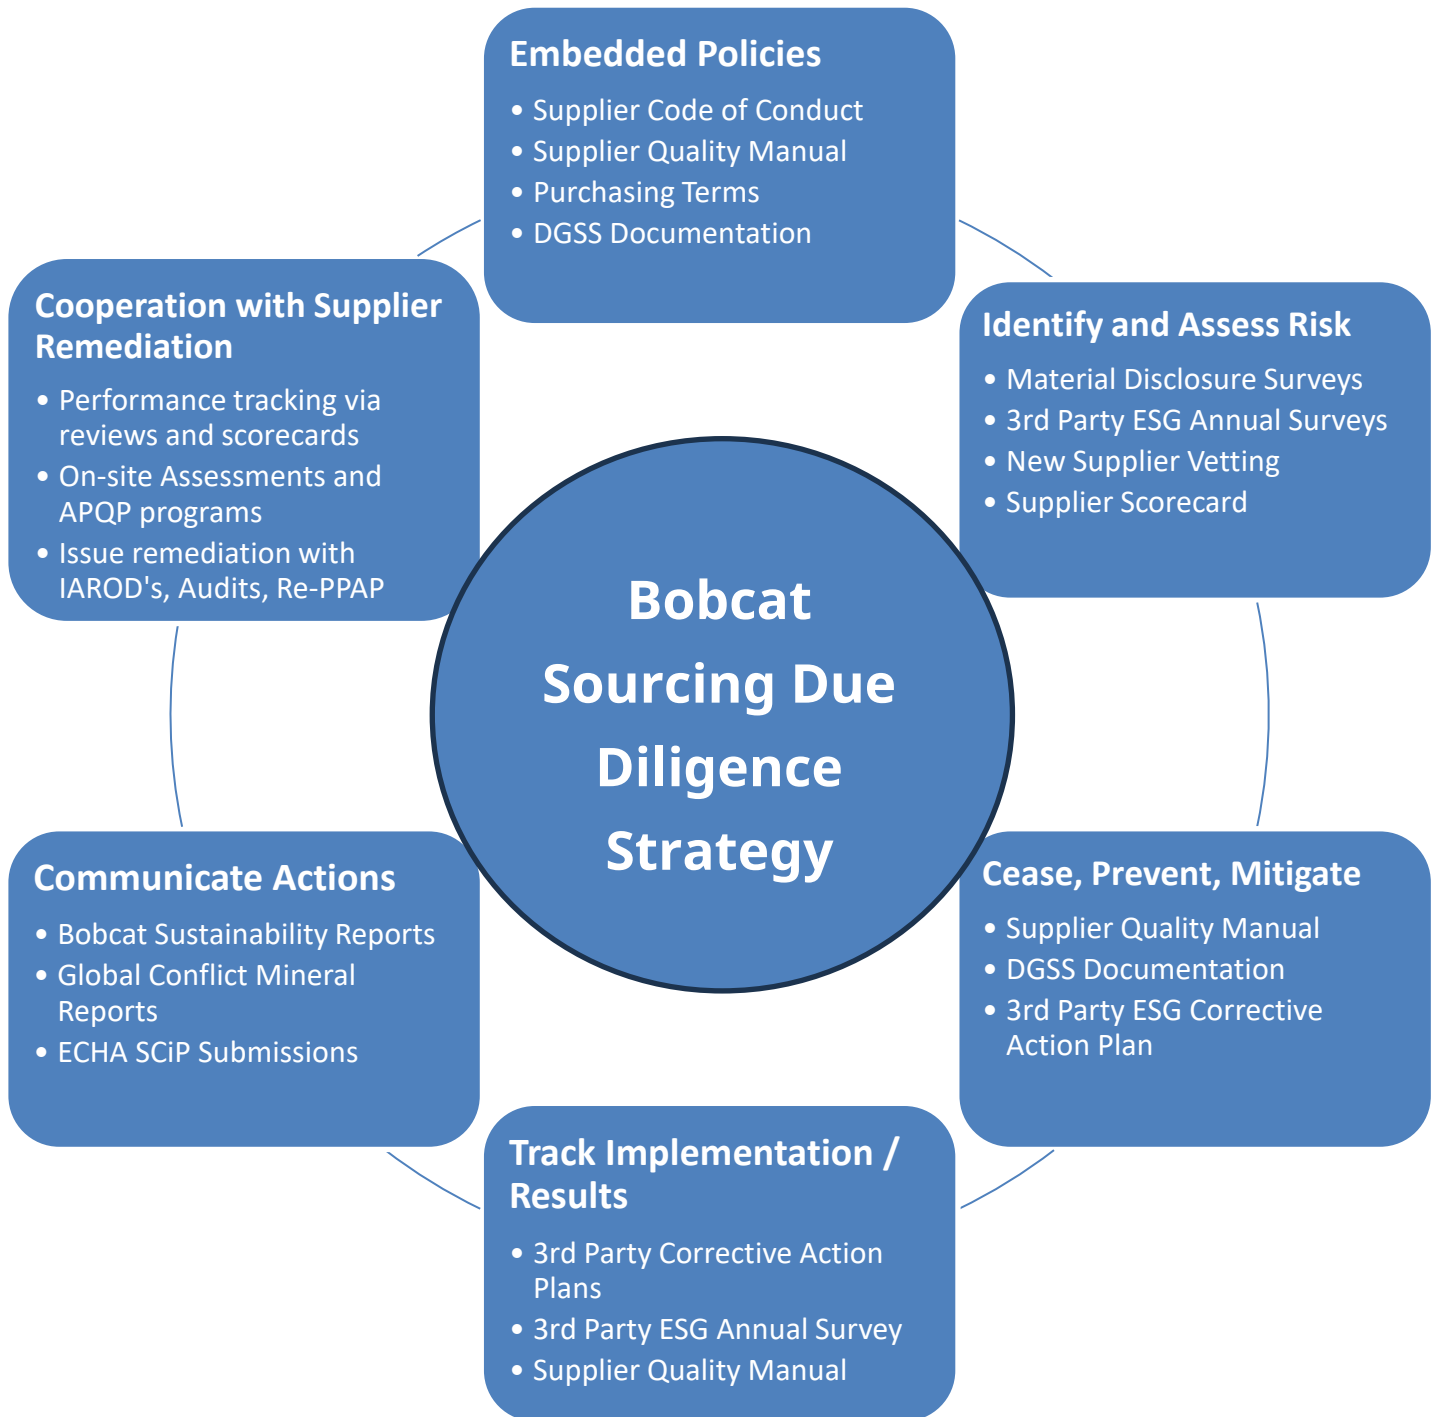 Embedded Policies
• Supplier Code of Conduct
• Supplier Quality Manual
• Purchasing Terms
• DGSS Documentation
Identify and Assess Risk
• Material Disclosure Surveys
• 3rd Party ESG Annual Surveys
• New Supplier Vetting
• Supplier Scorecard
Cease, Prevent, Mitigate
• Supplier Quality Manual
• DGSS Documentation
• 3rd Party ESG Corrective
Action Plan
Track Implementation /
Results
• 3rd Party Corrective Action
Plans
• 3rd Party ESG Annual Survey
• Supplier Quality Manual
Communicate Actions
• Bobcat Sustainability Reports
• Global Conflict Mineral
Reports
• ECHA SCiP Submissions
Cooperation with Supplier
Remediation
• Performance tracking via
reviews and scorecards
• On-site Assessments and
APQP programs
• Issue remediation with
IAROD's, Audits, Re-PPAP
Bobcat
Sourcing Due
Diligence
Strategy